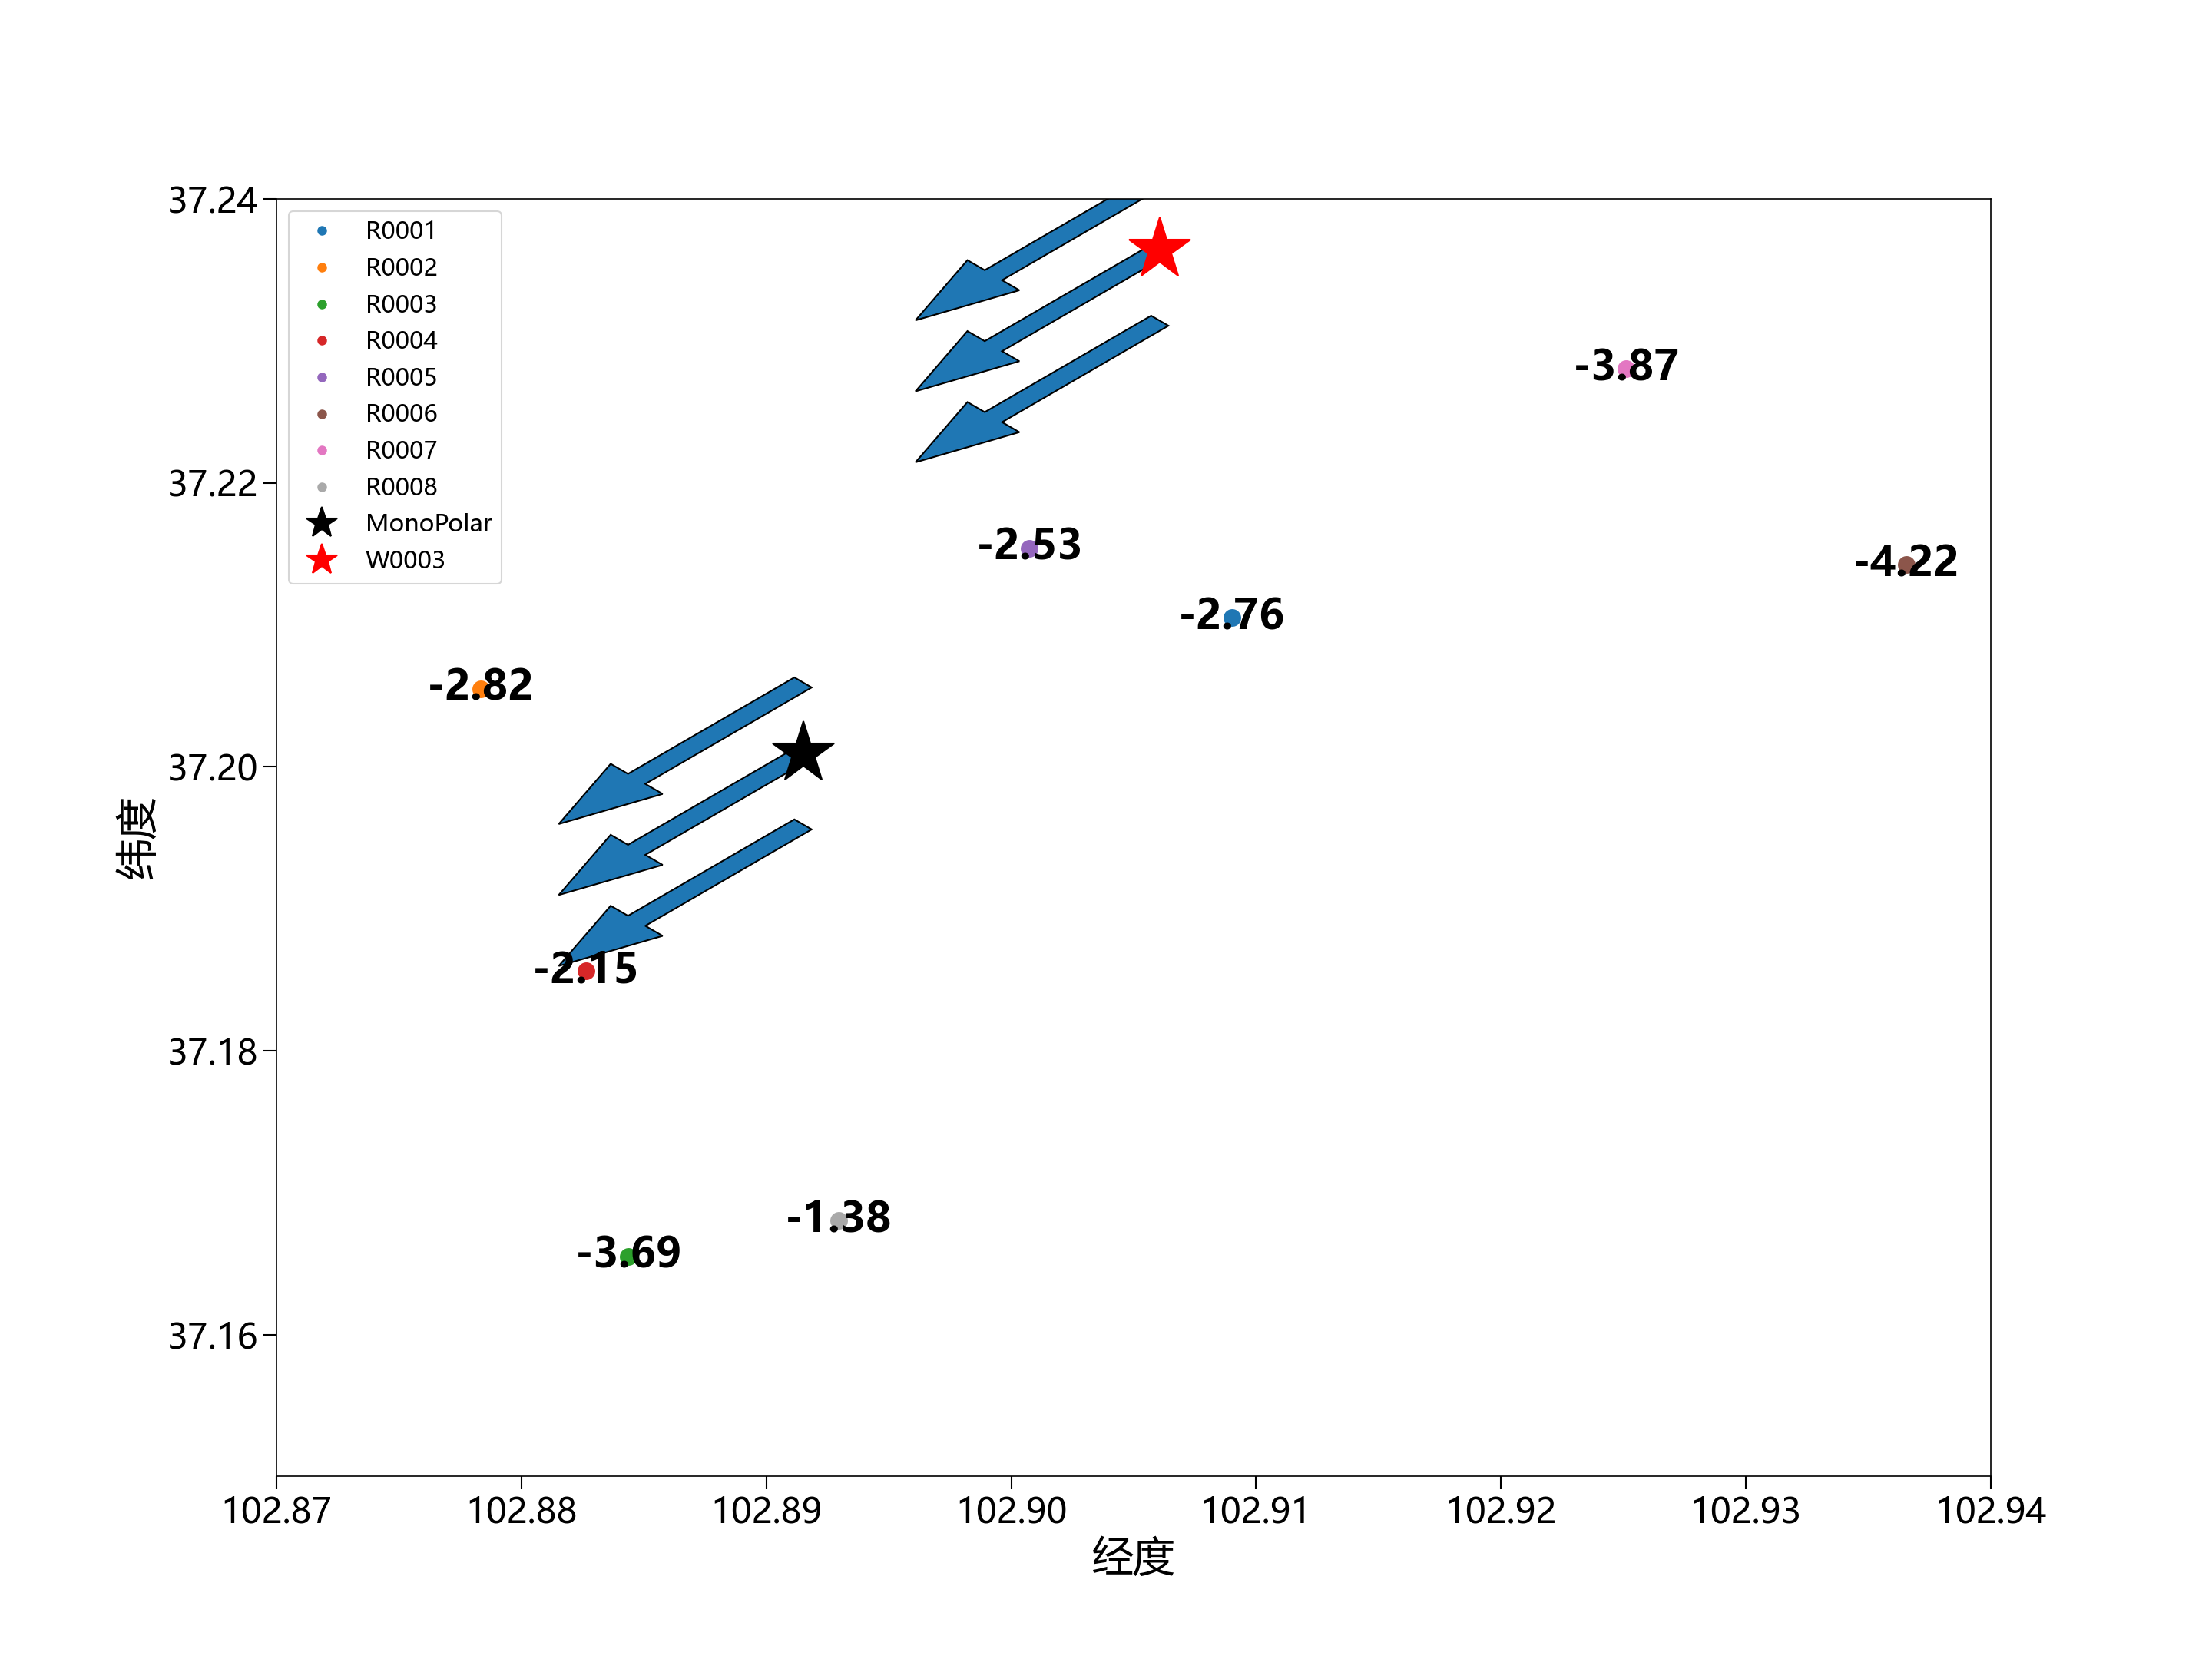 37.24
37.22
37.20
37.18
37.16
纬度
R0001
R0002
R0003
R0004
R0005
R0006
R0007
R0008
MonoPolar
W0003
-3.87
-2.53
-4.22
-2.76
-2.82
-2.15
-1.38
-3.69
102.87 102.88 102.89 102.90 102.91 102.92 102.93 102.94
经度